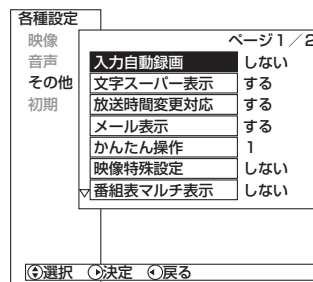 各種設定
映像
音声
その他
初期
ページ1／2
入力自動録画 しない
文字スーパー表示 する
放送時間変更対応 する
メール表示 する
かんたん操作 1
映像特殊設定 しない
番組表マルチ表示 しない
選択 決定 戻る